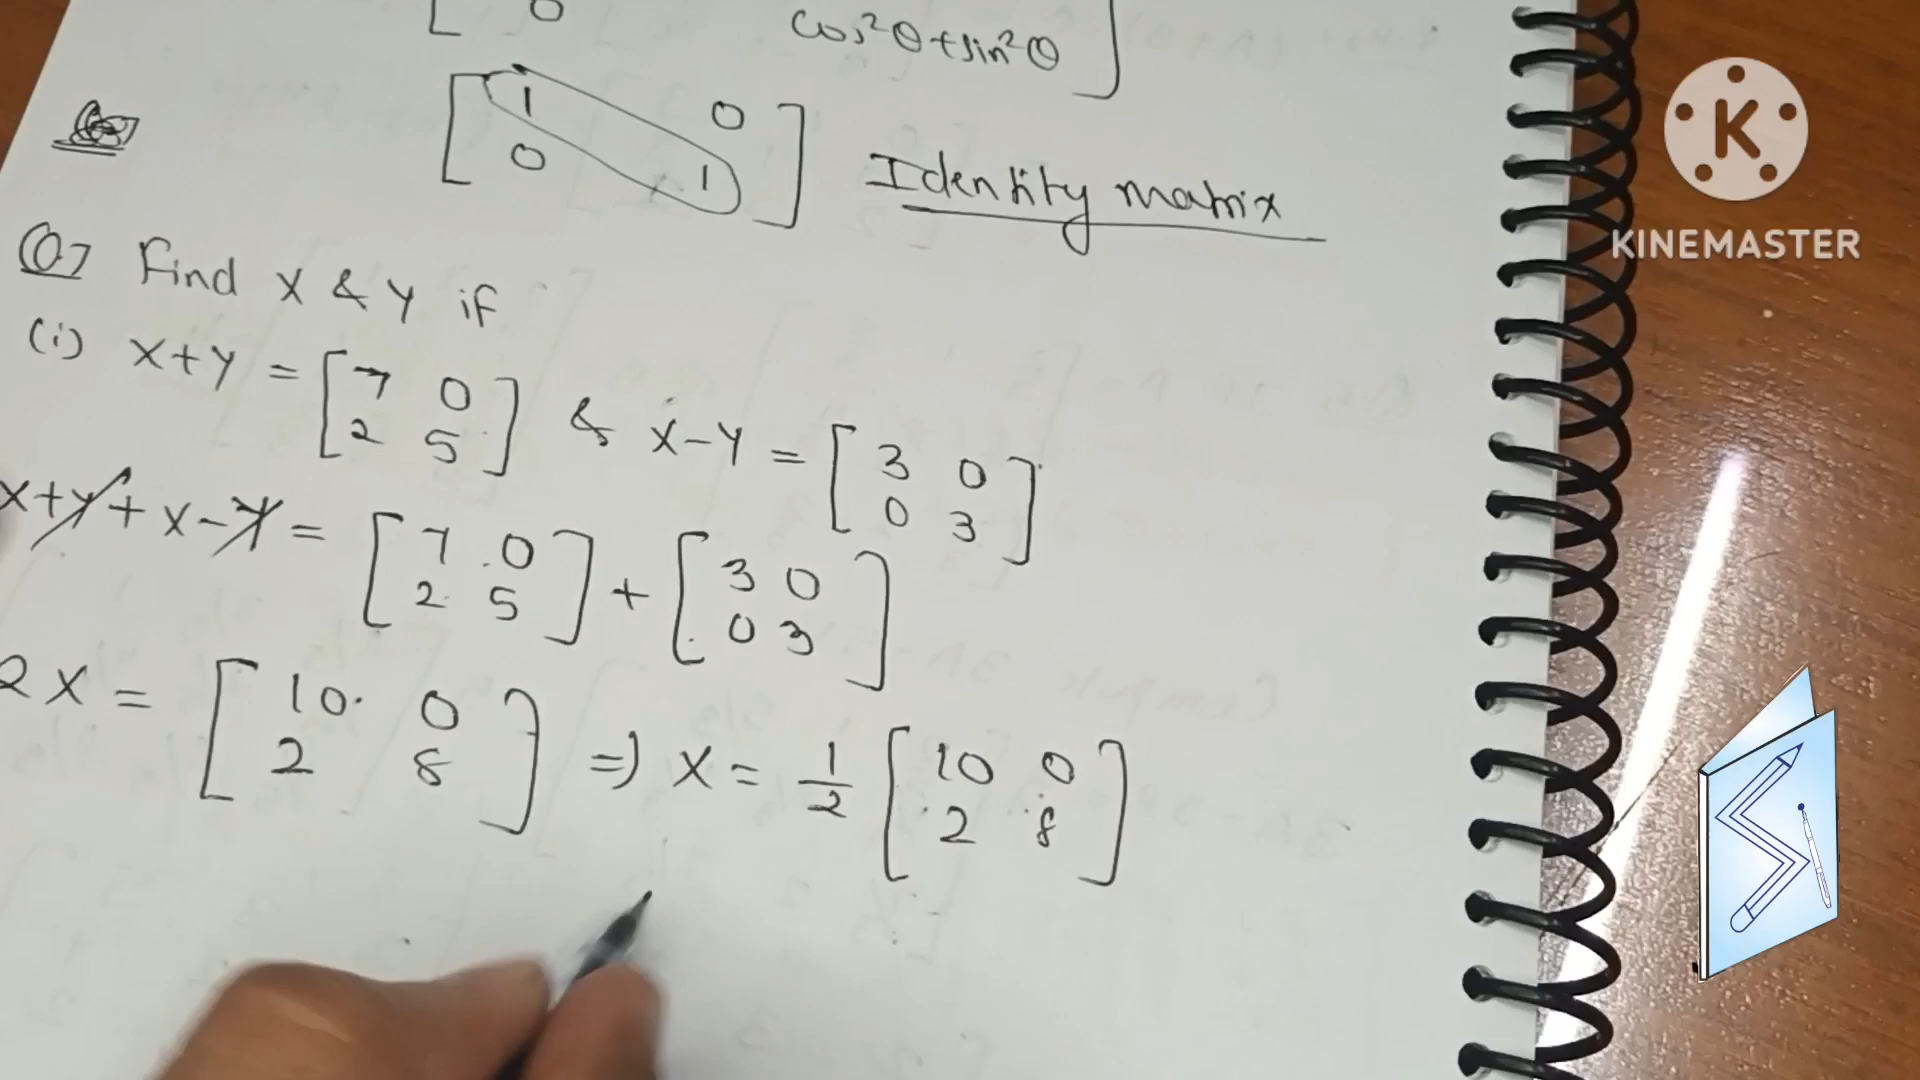 [ 0 cos²θ+sin²θ ]
[ 1 0
0 1 ] Identity matrix
Q7 Find X & Y if
(i) X+Y = [ 7 0
2 5 ] & X-Y = [ 3 0
0 3 ]
X+Y+X-Y = [ 7 0
2 5 ] + [ 3 0
0 3 ]
2X = [ 10 0
2 8 ] => X = 1/2 [ 10 0
2 8 ]
K
KINEMASTER